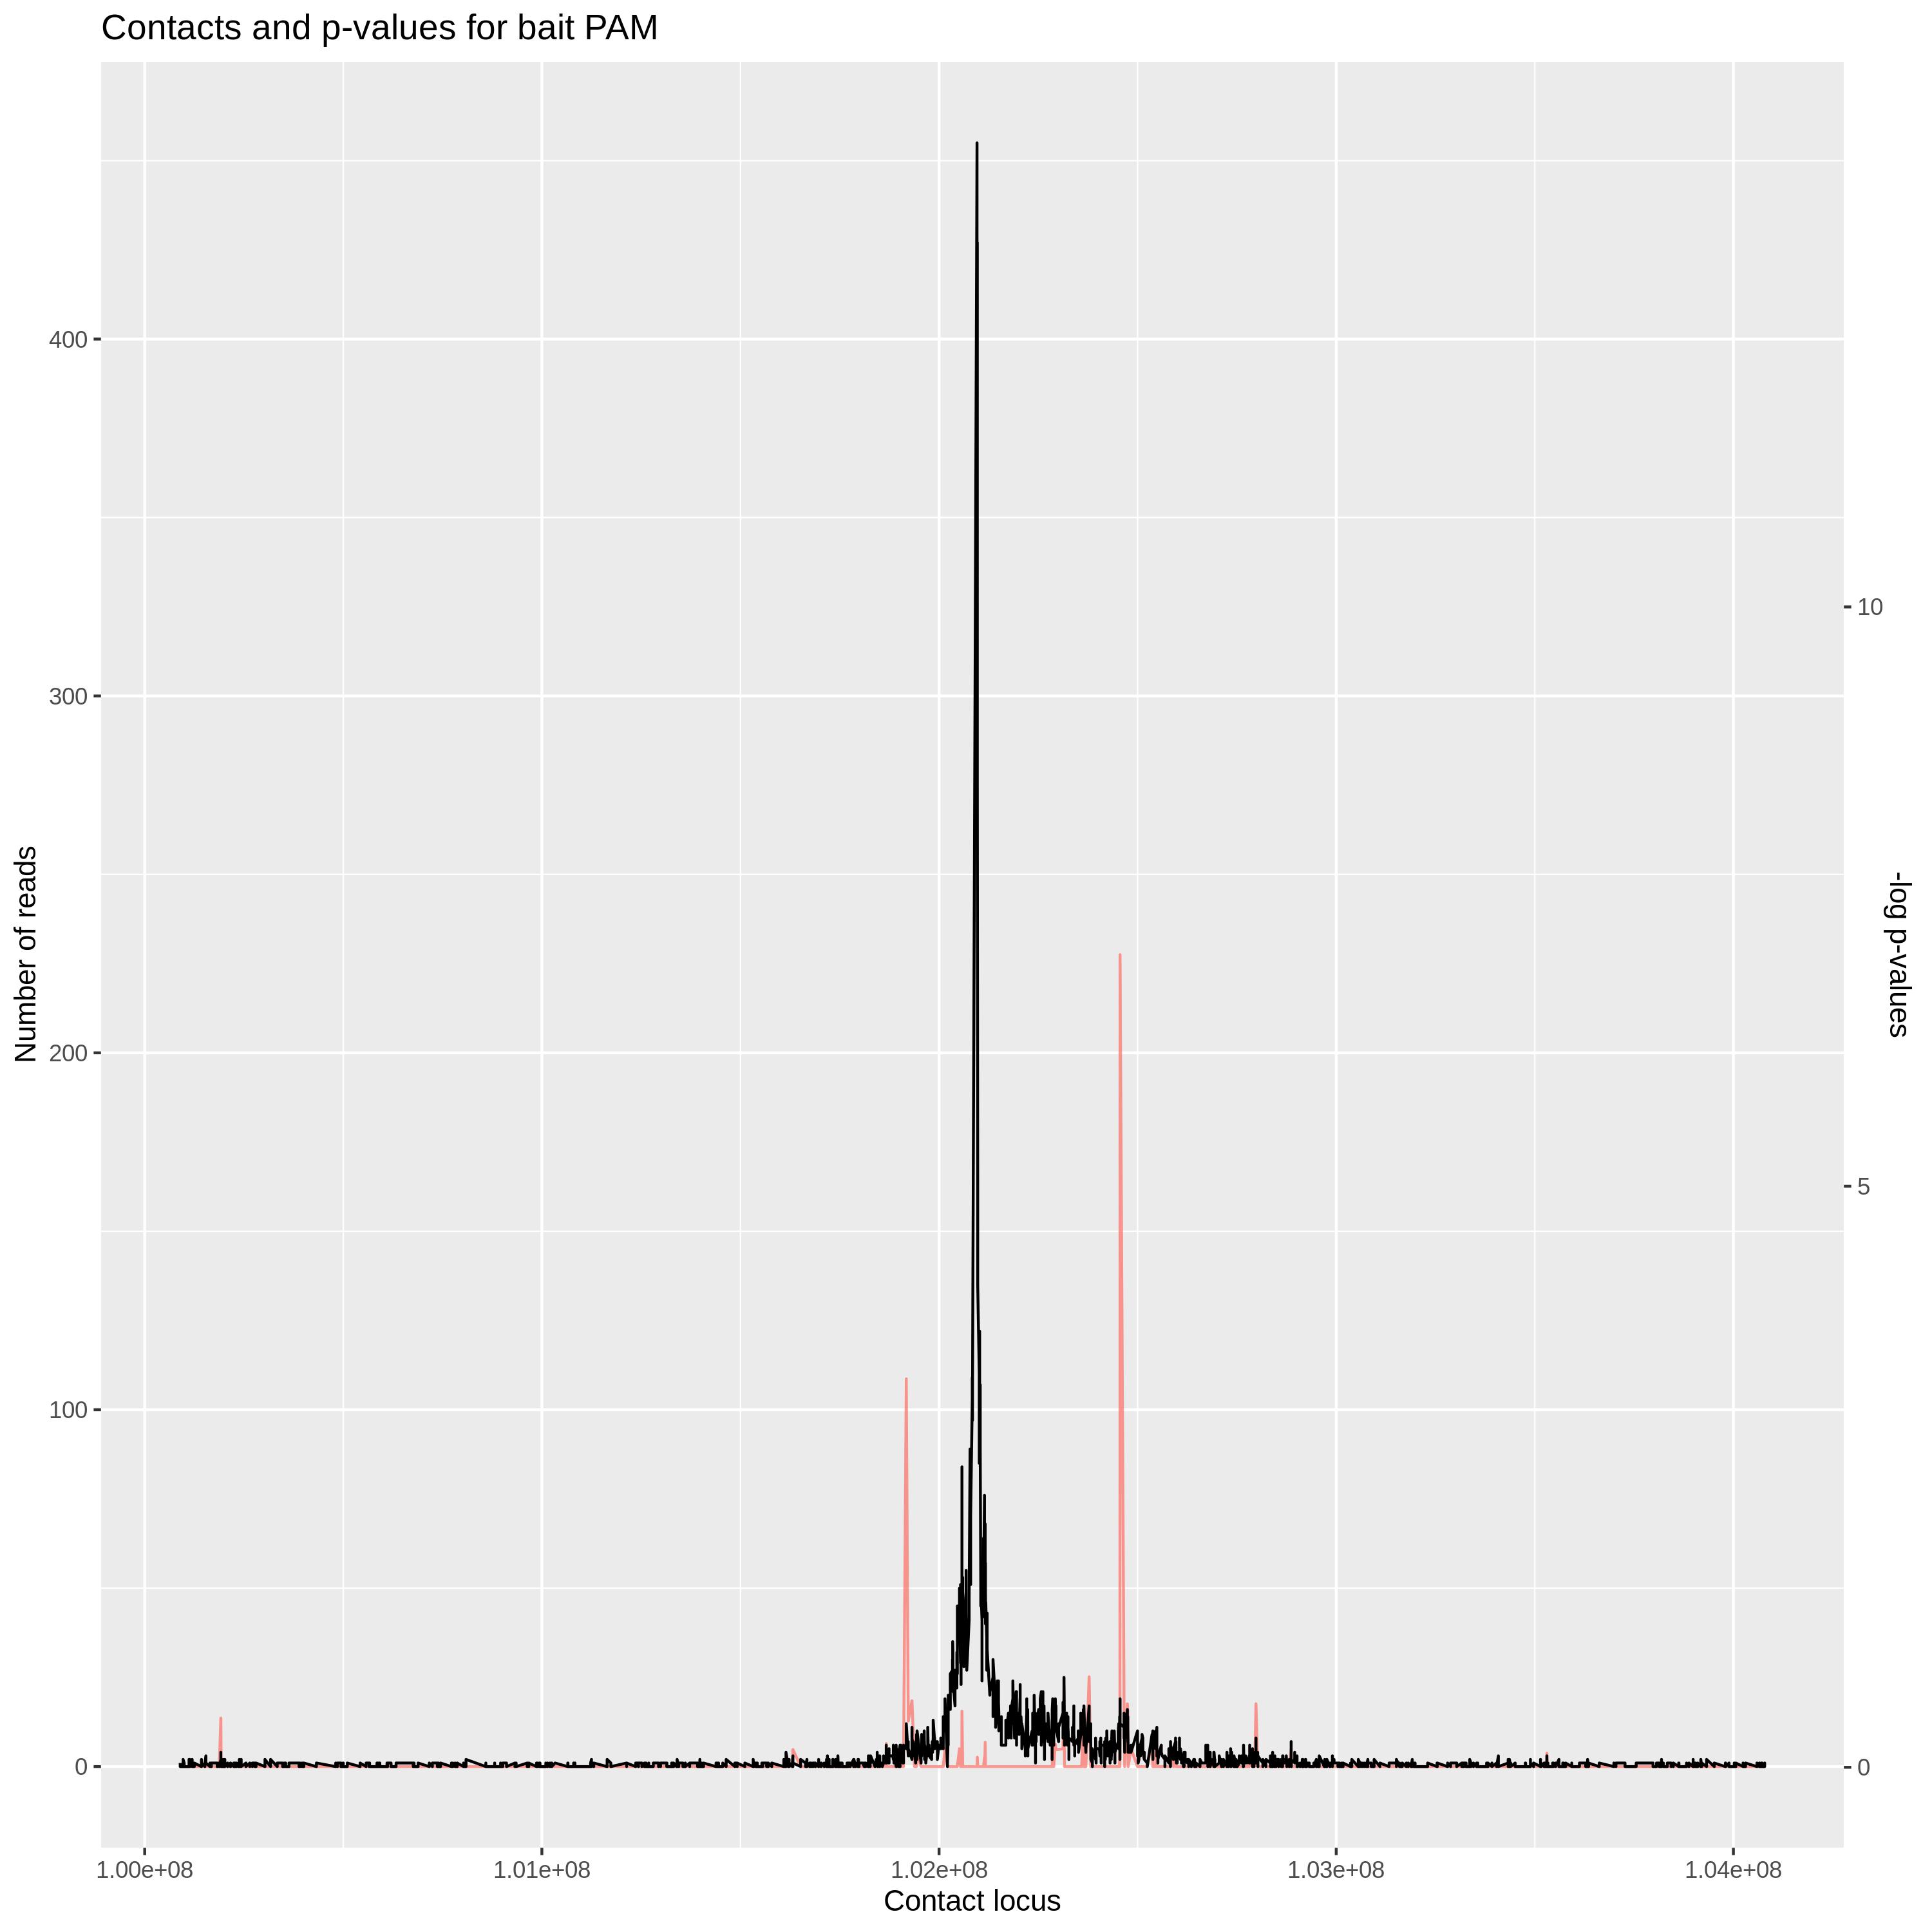 Contacts and p-values for bait PAM
Number of reads
400
300
200
100
0
10
5
0
-log p-values
1.00e+08
1.01e+08
1.02e+08
1.03e+08
1.04e+08
Contact locus